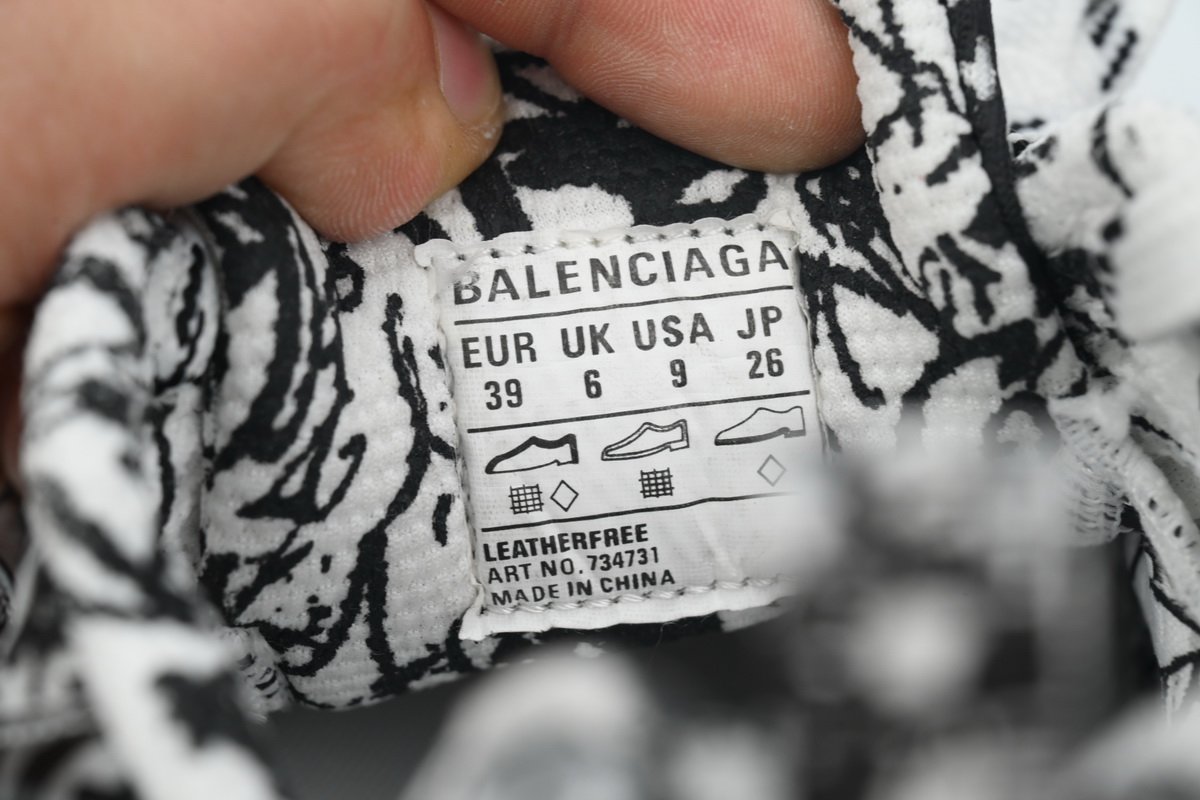 BALENCIAGA
EUR UK USA JP
39 6 9 26
LEATHERFREE
ART NO. 734731
MADE IN CHINA